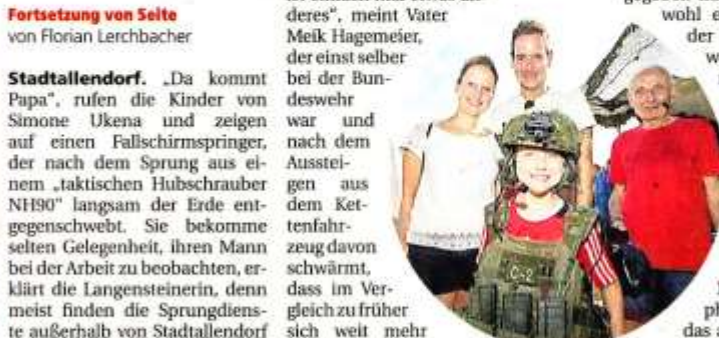 Fortsetzung von Seite
von Florian Lerchbacher
Stadtallendorf. „Da kommt
Papa“, rufen die Kinder von
Simone Ukena und zeigen
auf einen Fallschirmspringer,
der nach dem Sprung aus ei-
nem „taktischen Hubschrauber
NH90“ langsam der Erde ent-
gegenschwebt. Sie bekomme
selten Gelegenheit, ihren Mann
bei der Arbeit zu beobachten, er-
klärt die Langensteinerin, denn
meist finden die Sprungdiens-
te außerhalb von Stadtallendorf
deres“, meint Vater
Meik Hagemeier,
der einst selber
bei der Bun-
deswehr
war und
nach dem
Ausstei-
gen aus
dem Ket-
tenfahr-
zeug davon
schwärmt,
dass im Ver-
gleich zu früher
sich weit mehr
wohl
der
das
C-2